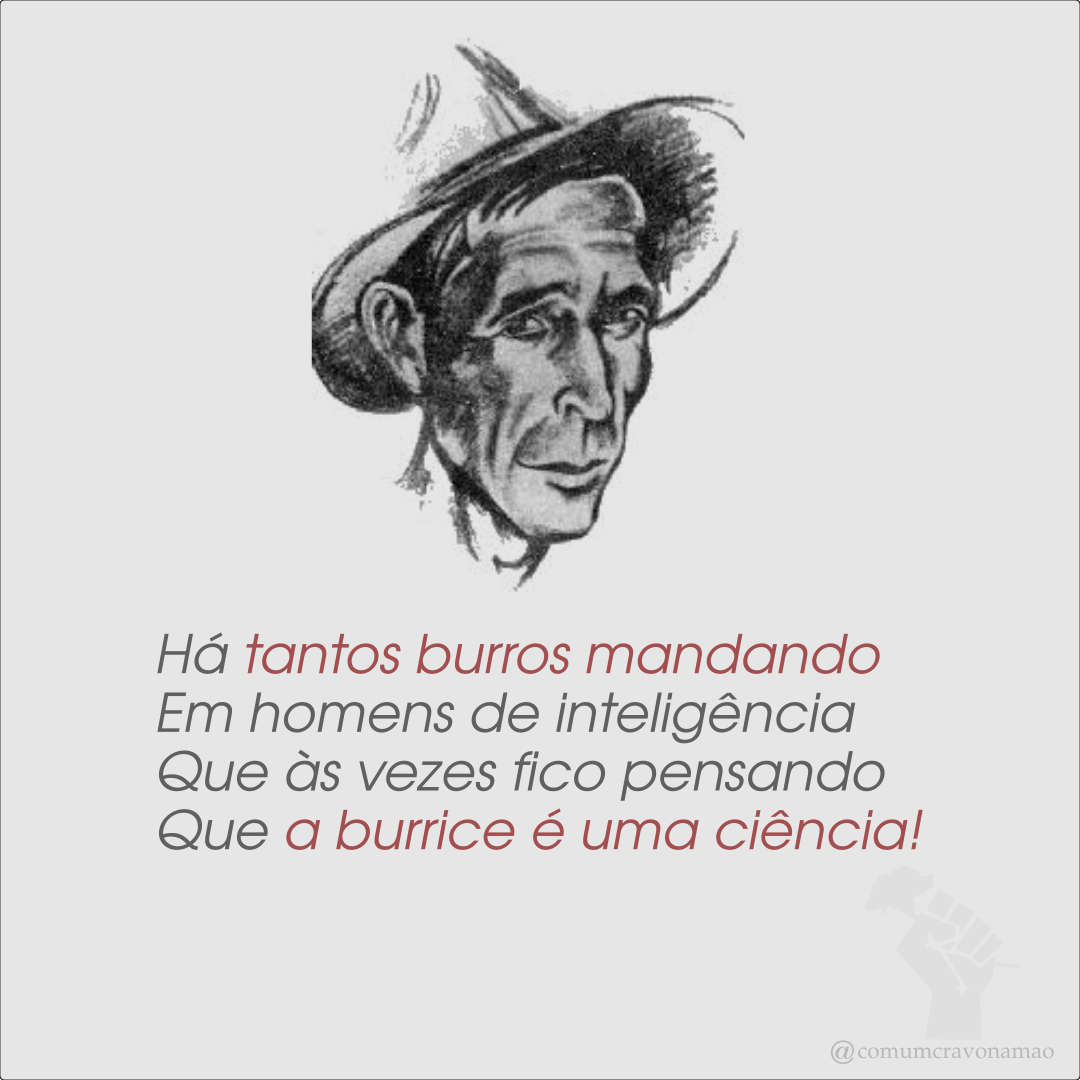 Há tantos burros mandando
Em homens de inteligência
Que às vezes fico pensando
Que a burrice é uma ciência!
@comumcravonamao